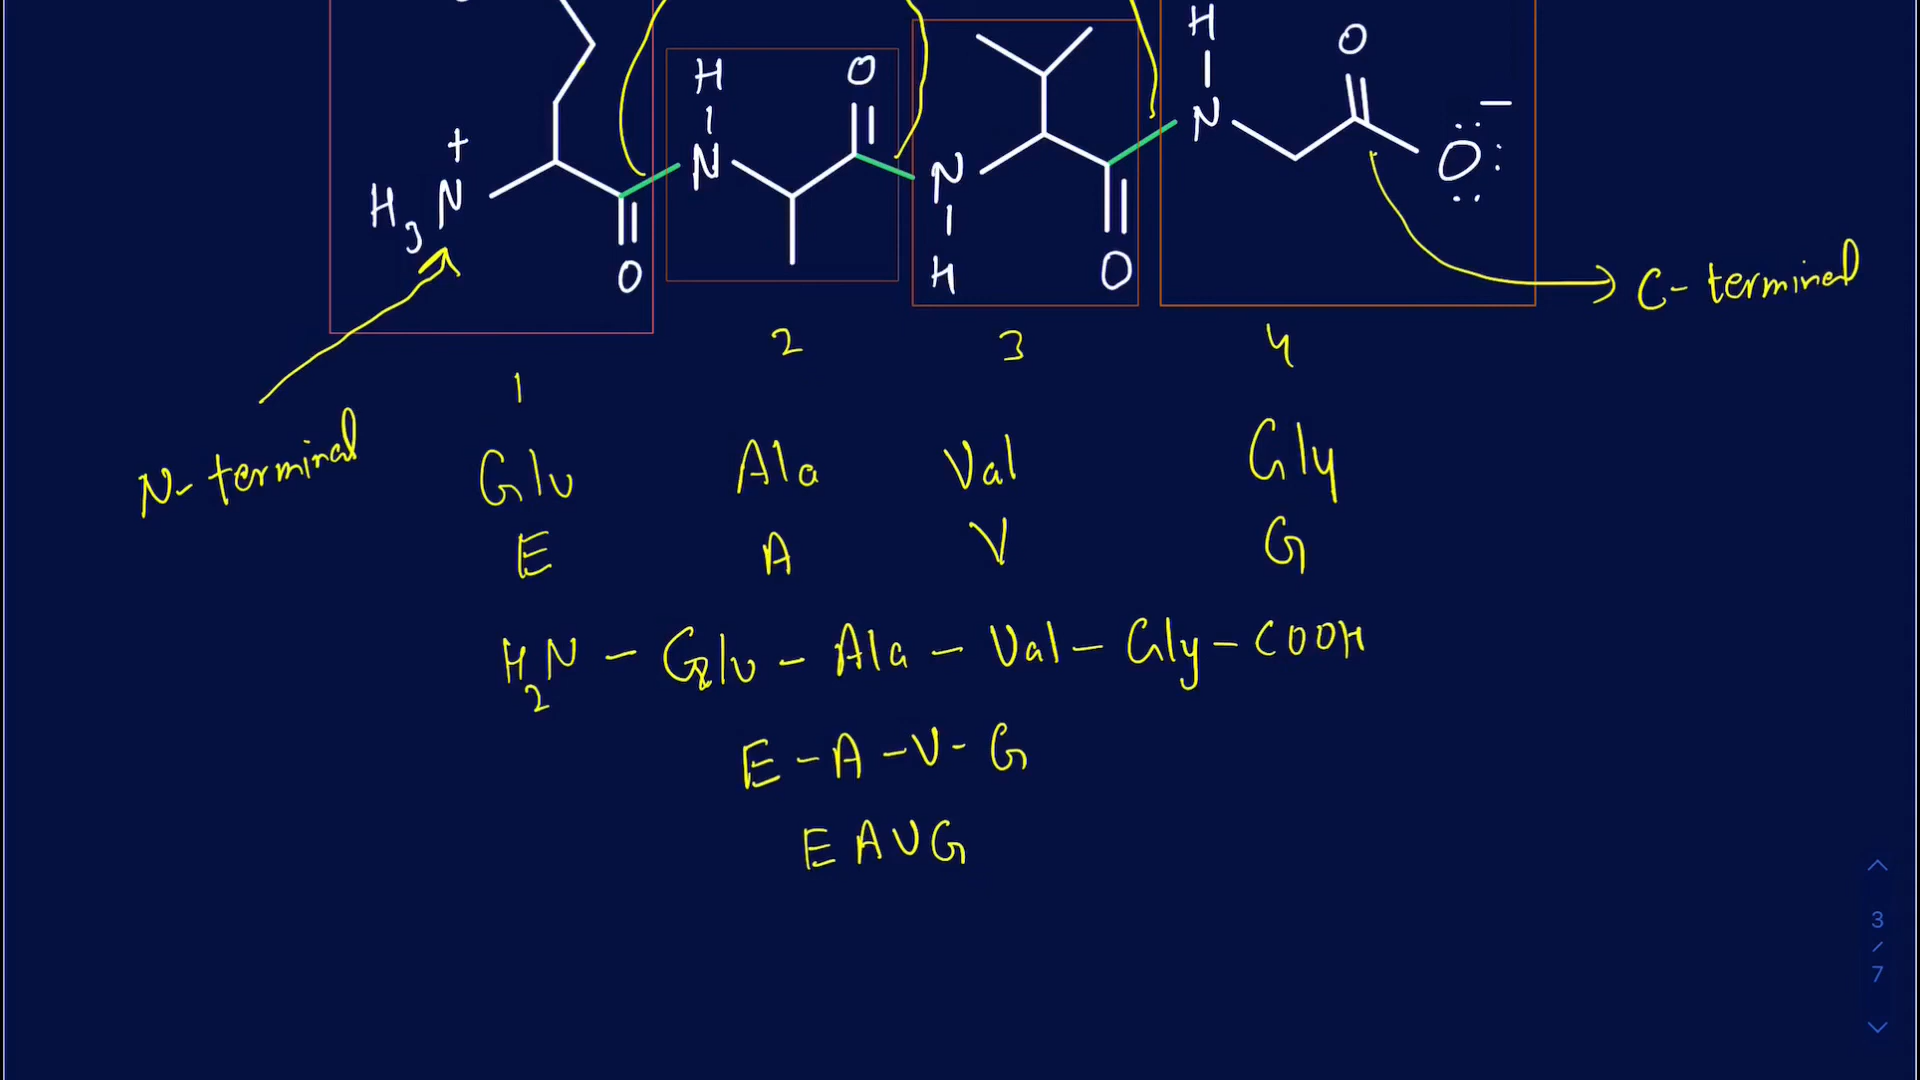 H O
H O −
+ N N O
H3 N N
O H O
C- terminal
1 2 3 4
N- terminal
Glu Ala Val Gly
E A V G
H2N - Glu - Ala - Val - Gly - COOH
E - A - V - G
EAVG
3
/
7